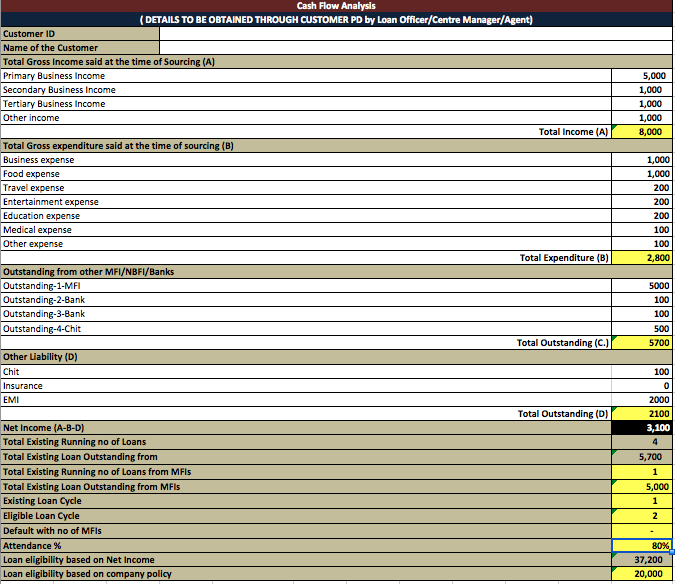 Cash Flow Analysis
( DETAILS TO BE OBTAINED THROUGH CUSTOMER PD by Loan Officer/Centre Manager/Agent)
Customer ID
Name of the Customer
Total Gross Income said at the time of Sourcing (A)
Primary Business Income 5,000
Secondary Business Income 1,000
Tertiary Business Income 1,000
Other income 1,000
Total Income (A) 8,000
Total Gross expenditure said at the time of sourcing (B)
Business expense 1,000
Food expense 1,000
Travel expense 200
Entertainment expense 200
Education expense 200
Medical expense 100
Other expense 100
Total Expenditure (B) 2,800
Outstanding from other MFI/NBFI/Banks
Outstanding-1-MFI 5000
Outstanding-2-Bank 100
Outstanding-3-Bank 100
Outstanding-4-Chit 500
Total Outstanding (C.) 5700
Other Liability (D)
Chit 100
Insurance 0
EMI 2000
Total Outstanding (D) 2100
Net Income (A-B-D) 3,100
Total Existing Running no of Loans 4
Total Existing Loan Outstanding from 5,700
Total Existing Running no of Loans from MFIs 1
Total Existing Loan Outstanding from MFIs 5,000
Existing Loan Cycle 1
Eligible Loan Cycle 2
Default with no of MFIs -
Attendance % 80%
Loan eligibility based on Net Income 37,200
Loan eligibility based on company policy 20,000